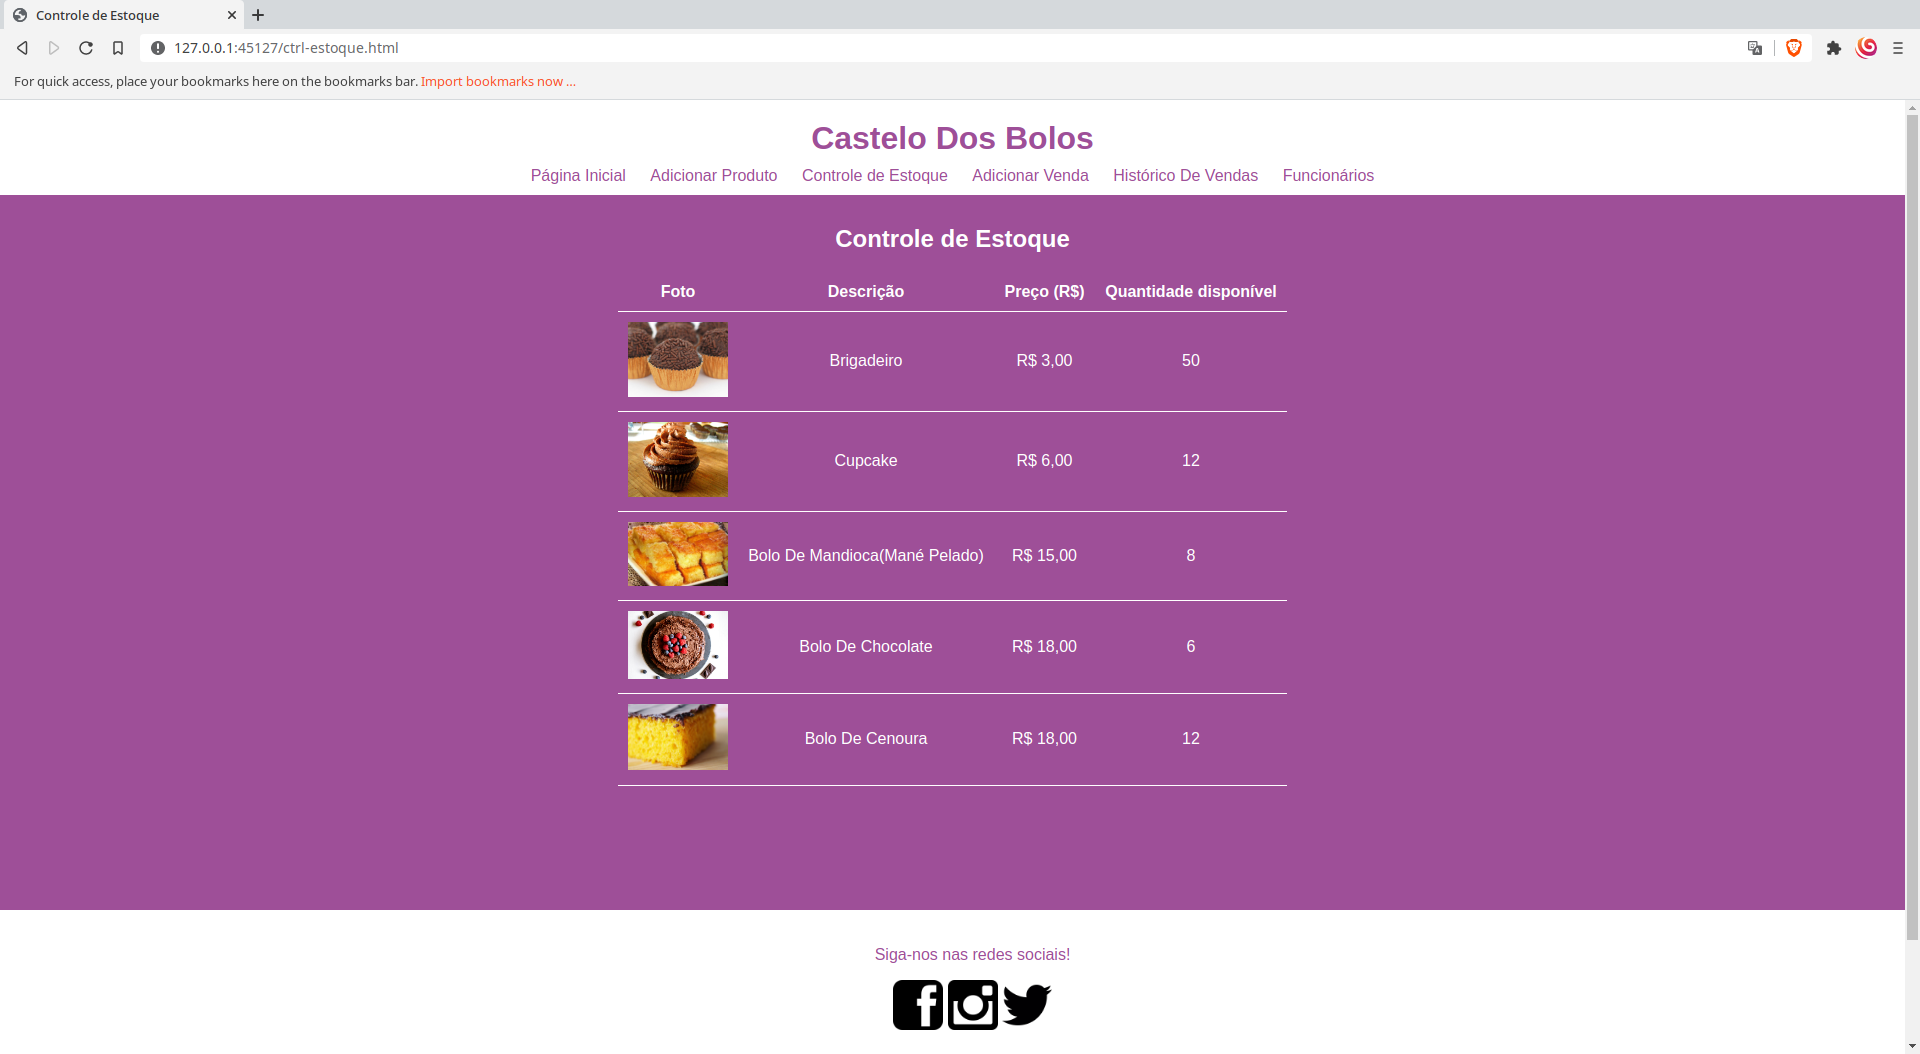 Controle de Estoque
127.0.0.1:45127/ctrl-estoque.html
For quick access, place your bookmarks here on the bookmarks bar. Import bookmarks now ...
Castelo Dos Bolos
Página Inicial Adicionar Produto Controle de Estoque Adicionar Venda Histórico De Vendas Funcionários
Controle de Estoque
Foto Descrição Preço (R$) Quantidade disponível
Brigadeiro R$ 3,00 50
Cupcake R$ 6,00 12
Bolo De Mandioca(Mané Pelado) R$ 15,00 8
Bolo De Chocolate R$ 18,00 6
Bolo De Cenoura R$ 18,00 12
Siga-nos nas redes sociais!